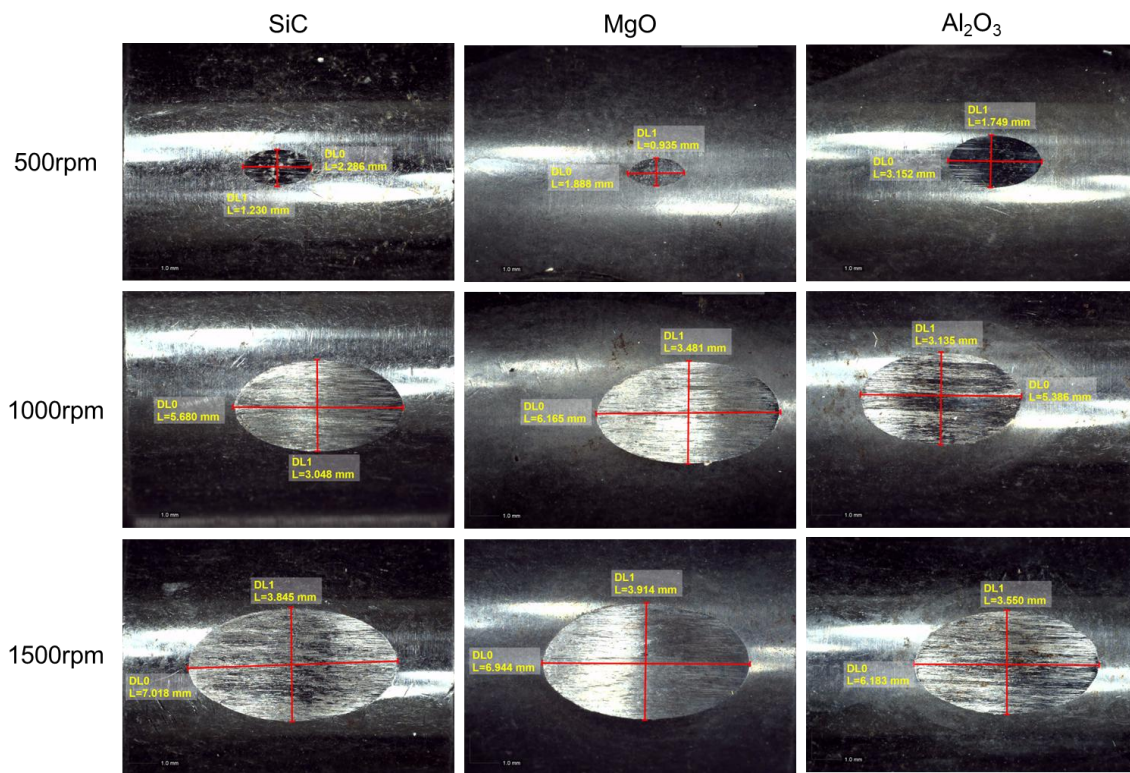 SiC
MgO
Al₂O₃
500rpm
DL0
L=2.286 mm
DL1
L=1.230 mm
1.0 mm
DL1
L=0.935 mm
DL0
L=1.888 mm
1.0 mm
DL1
L=1.749 mm
DL0
L=3.152 mm
1.0 mm
1000rpm
DL0
L=5.680 mm
DL1
L=3.048 mm
1.0 mm
DL1
L=3.481 mm
DL0
L=6.165 mm
1.0 mm
DL1
L=3.135 mm
DL0
L=5.386 mm
1.0 mm
1500rpm
DL1
L=3.845 mm
DL0
L=7.018 mm
1.0 mm
DL1
L=3.914 mm
DL0
L=6.944 mm
1.0 mm
DL1
L=3.550 mm
DL0
L=6.183 mm
1.0 mm